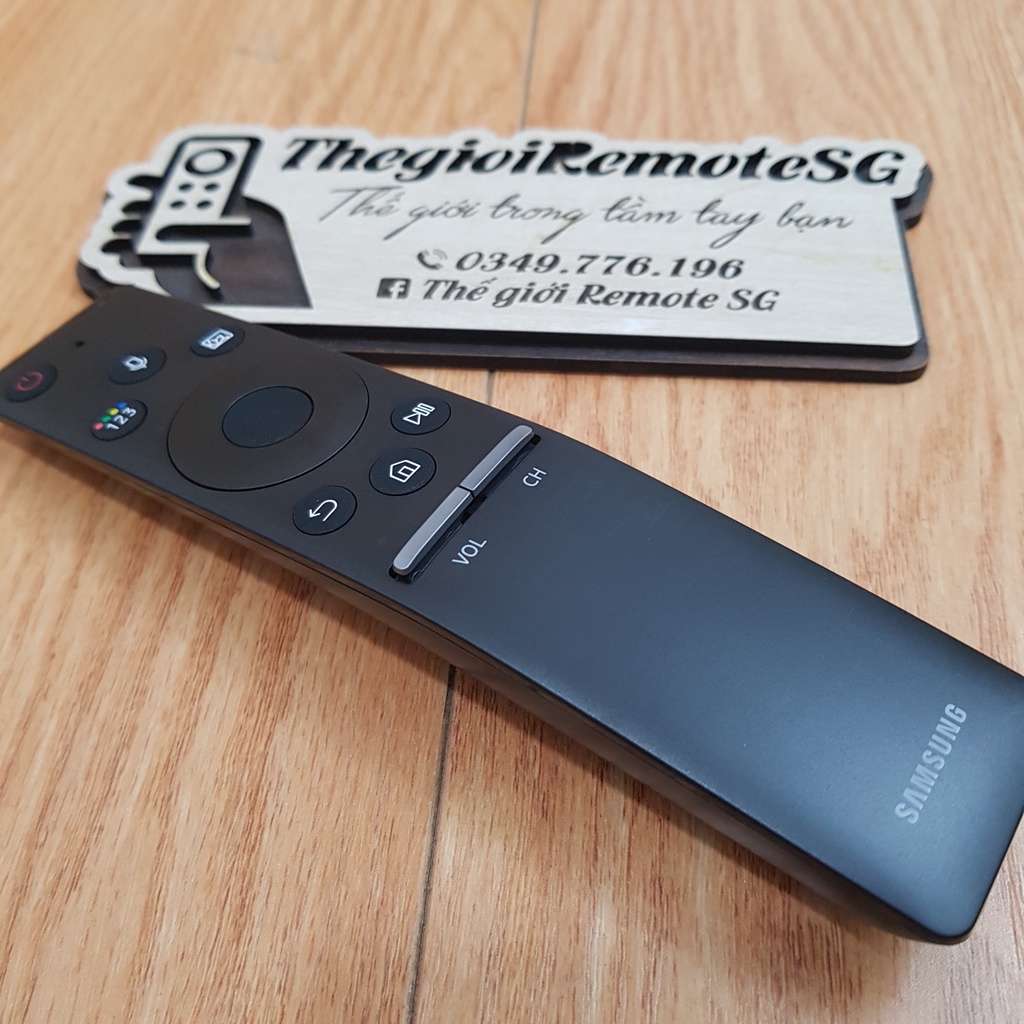 ThegioiRemoteSG
Thế giới trong tầm tay bạn
0349.776.196
Thế giới Remote SG
123
CH
VOL
SAMSUNG